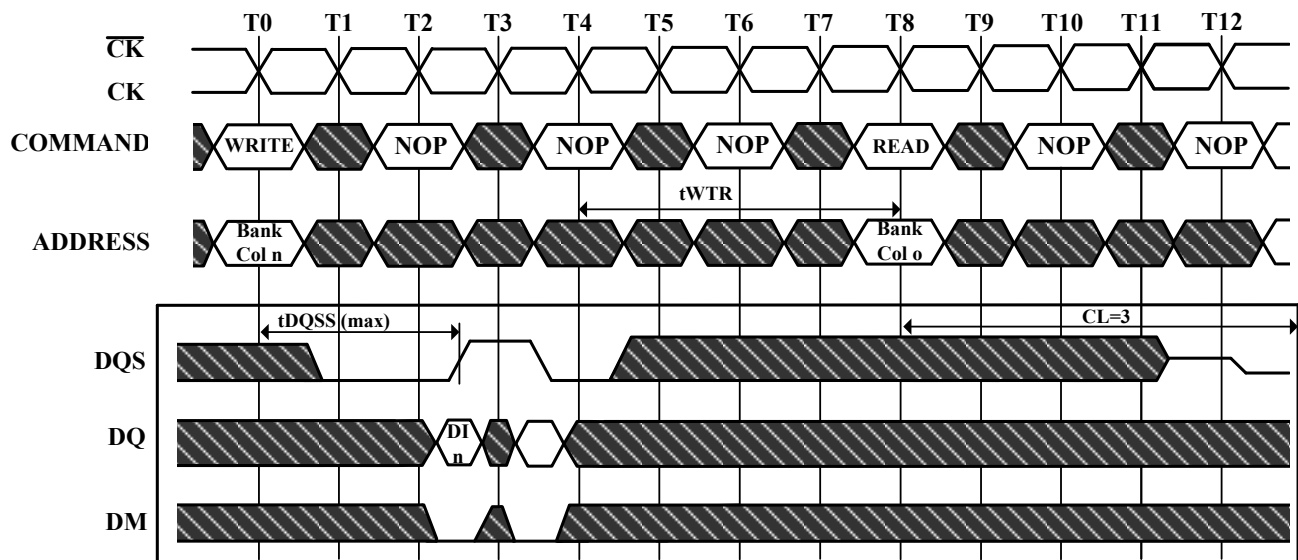 T0 T1 T2 T3 T4 T5 T6 T7 T8 T9 T10 T11 T12
CK
CK
COMMAND WRITE NOP NOP NOP READ NOP NOP
tWTR
ADDRESS Bank Col n Bank Col o
tDQSS (max) CL=3
DQS
DQ DI n
DM